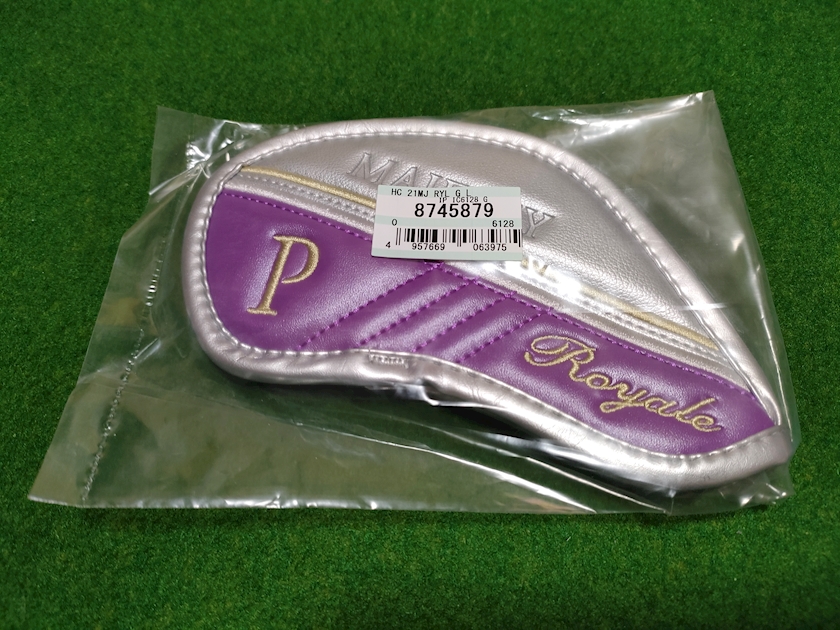 HC 21MJ RYL G L
IP IC6128 G
8745879
0 6128
4 957669 063975
P
Royale